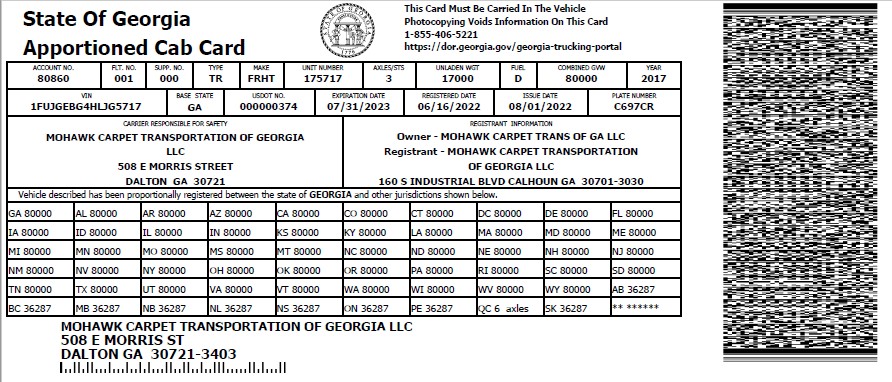 State Of Georgia
Apportioned Cab Card
STATE OF GEORGIA
1776
This Card Must Be Carried In The Vehicle
Photocopying Voids Information On This Card
1-855-406-5221
https://dor.georgia.gov/georgia-trucking-portal
ACCOUNT NO. FLT. NO. SUPP. NO. TYPE MAKE UNIT NUMBER AXLES/STS UNLADEN WGT FUEL COMBINED GVW YEAR
80860 001 000 TR FRHT 175717 3 17000 D 80000 2017
VIN BASE STATE USDOT NO. EXPIRATION DATE REGISTERED DATE ISSUE DATE PLATE NUMBER
1FUJGEBG4HLJG5717 GA 000000374 07/31/2023 06/16/2022 08/01/2022 C697CR
CARRIER RESPONSIBLE FOR SAFETY
MOHAWK CARPET TRANSPORTATION OF GEORGIA
LLC
508 E MORRIS STREET
DALTON GA 30721
REGISTRANT INFORMATION
Owner - MOHAWK CARPET TRANS OF GA LLC
Registrant - MOHAWK CARPET TRANSPORTATION
OF GEORGIA LLC
160 S INDUSTRIAL BLVD CALHOUN GA 30701-3030
Vehicle described has been proportionally registered between the state of GEORGIA and other jurisdictions shown below.
GA 80000 AL 80000 AR 80000 AZ 80000 CA 80000 CO 80000 CT 80000 DC 80000 DE 80000 FL 80000
IA 80000 ID 80000 IL 80000 IN 80000 KS 80000 KY 80000 LA 80000 MA 80000 MD 80000 ME 80000
MI 80000 MN 80000 MO 80000 MS 80000 MT 80000 NC 80000 ND 80000 NE 80000 NH 80000 NJ 80000
NM 80000 NV 80000 NY 80000 OH 80000 OK 80000 OR 80000 PA 80000 RI 80000 SC 80000 SD 80000
TN 80000 TX 80000 UT 80000 VA 80000 VT 80000 WA 80000 WI 80000 WV 80000 WY 80000 AB 36287
BC 36287 MB 36287 NB 36287 NL 36287 NS 36287 ON 36287 PE 36287 QC 6 axles SK 36287 ** ******
MOHAWK CARPET TRANSPORTATION OF GEORGIA LLC
508 E MORRIS ST
DALTON GA 30721-3403